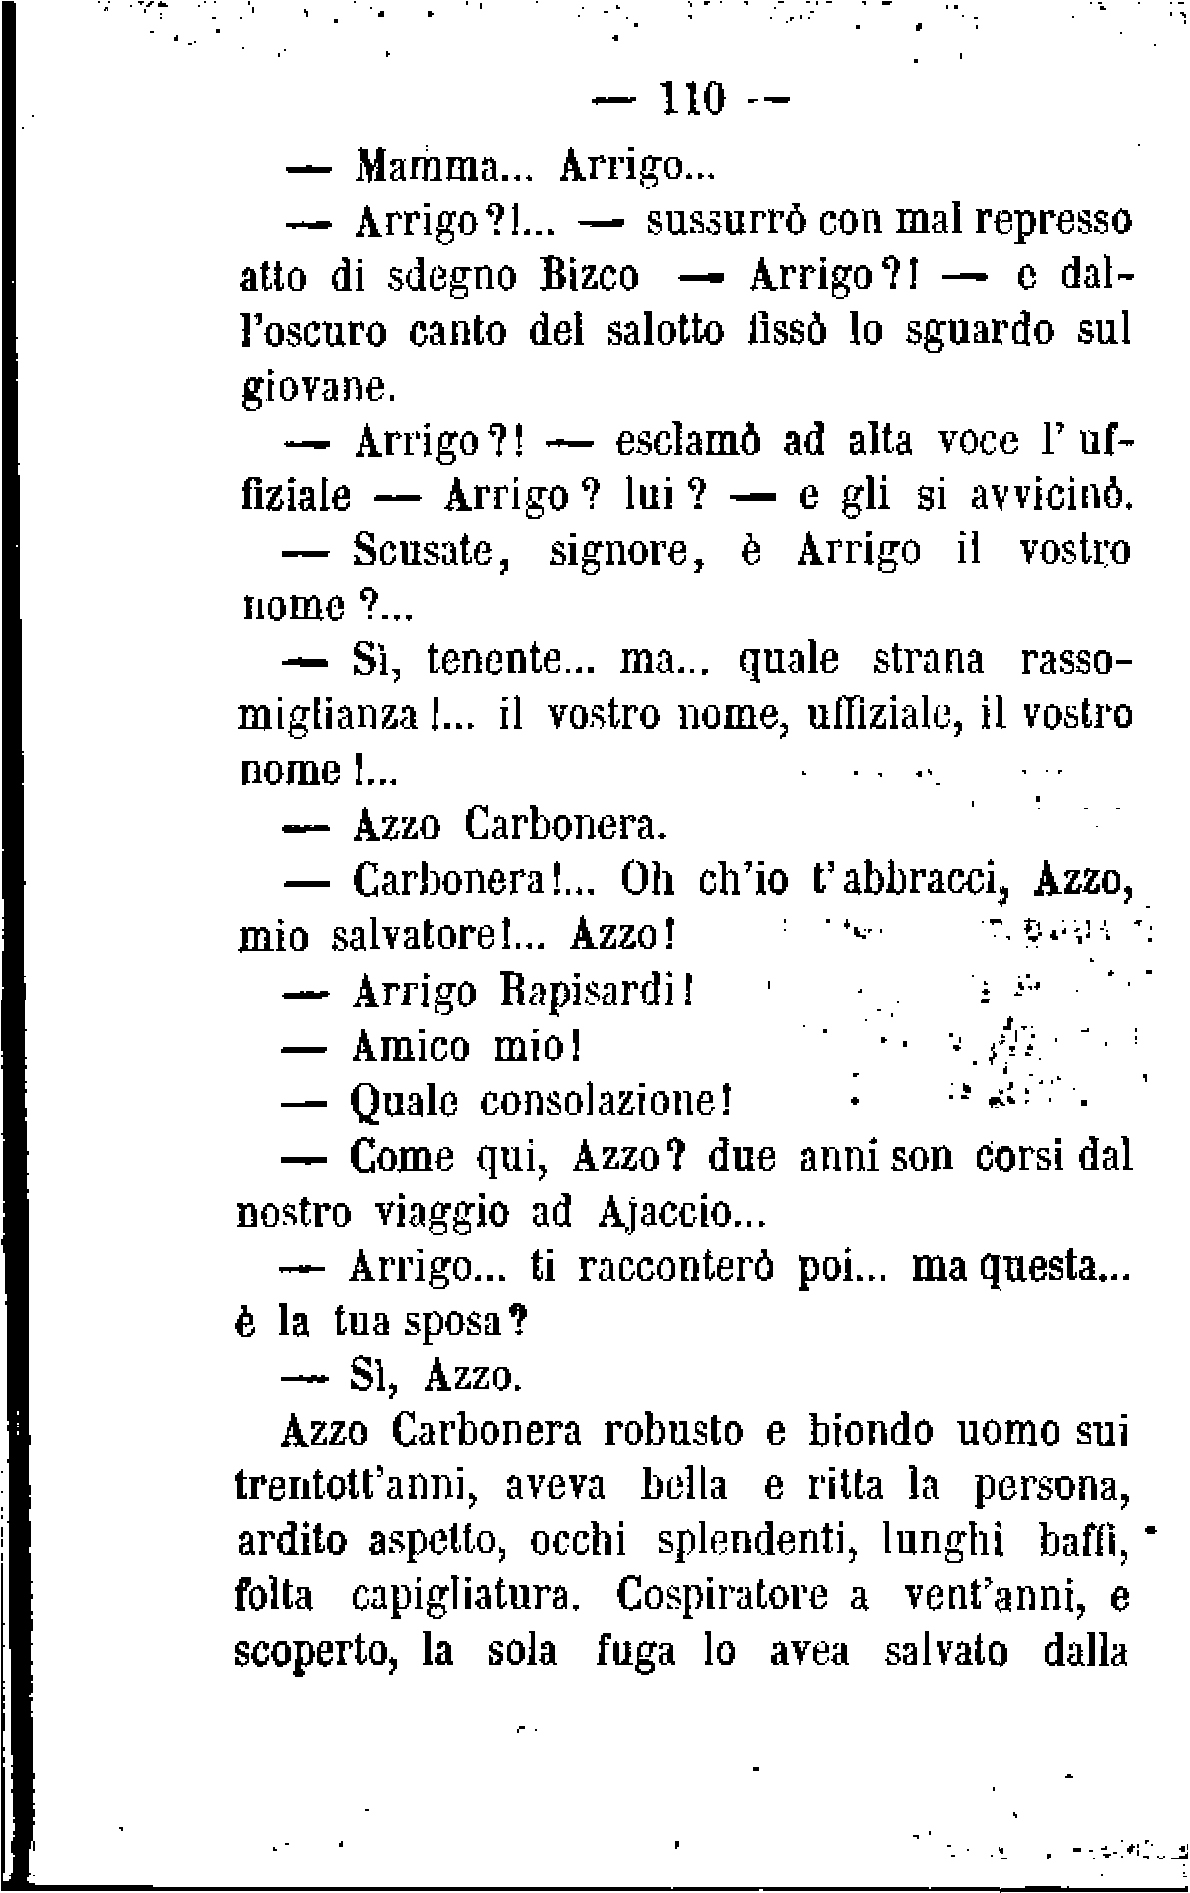 — 110 —
— Mamma... Arrigo...
— Arrigo?!... — sussurrò con mal represso
atto di sdegno Bizco — Arrigo?! — e dal-
l'oscuro canto del salotto fissò lo sguardo sul
giovane.
— Arrigo?! — esclamò ad alta voce l' uf-
fiziale — Arrigo? lui? — e gli si avvicinò.
— Scusate, signore, è Arrigo il vostro
nome?...
— Sì, tenente... ma... quale strana rasso-
miglianza!... il vostro nome, uffiziale, il vostro
nome!...
— Azzo Carbonera.
— Carbonera!... Oh ch'io t'abbracci, Azzo,
mio salvatore!... Azzo!
— Arrigo Rapisardi!
— Amico mio!
— Quale consolazione!
— Come qui, Azzo? due anni son corsi dal
nostro viaggio ad Ajaccio...
— Arrigo... ti racconterò poi... ma questa...
è la tua sposa?
— Sì, Azzo.
Azzo Carbonera robusto e biondo uomo sui
trentott'anni, aveva bella e ritta la persona,
ardito aspetto, occhi splendenti, lunghi baffi,
folta capigliatura. Cospiratore a vent'anni, e
scoperto, la sola fuga lo avea salvato dalla